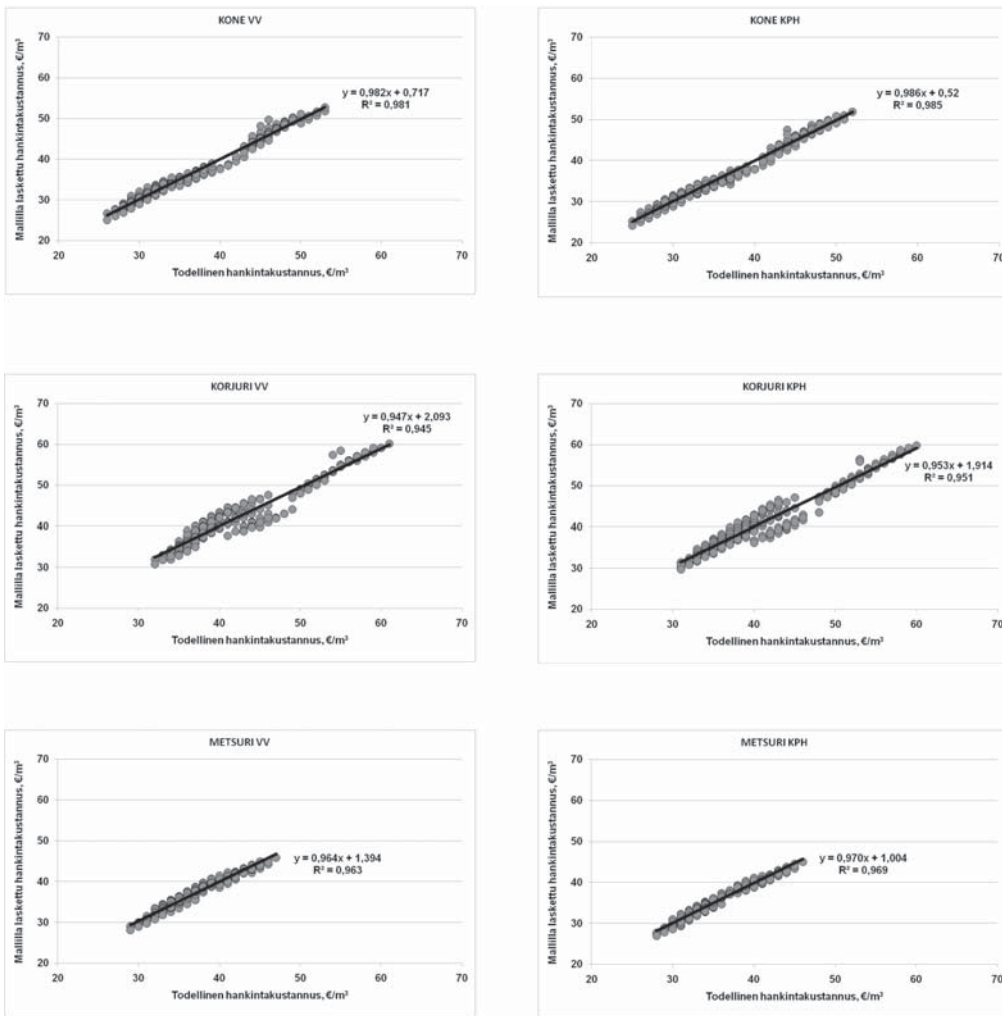 KONE VV
70
60
50
40
30
20
Mallilla laskettu hankintakustannus, €/m³
y = 0,982x + 0,717
R² = 0,981
20 30 40 50 60 70
Todellinen hankintakustannus, €/m³
KONE KPH
70
60
50
40
30
20
Mallilla laskettu hankintakustannus, €/m³
y = 0,986x + 0,52
R² = 0,985
20 30 40 50 60 70
Todellinen hankintakustannus, €/m³
KORJURI VV
70
60
50
40
30
20
Mallilla laskettu hankintakustannus, €/m³
y = 0,947x + 2,093
R² = 0,945
20 30 40 50 60 70
Todellinen hankintakustannus, €/m³
KORJURI KPH
70
60
50
40
30
20
Mallilla laskettu hankintakustannus, €/m³
y = 0,953x + 1,914
R² = 0,951
20 30 40 50 60 70
Todellinen hankintakustannus, €/m³
METSURI VV
70
60
50
40
30
20
Mallilla laskettu hankintakustannus, €/m³
y = 0,964x + 1,394
R² = 0,963
20 30 40 50 60 70
Todellinen hankintakustannus, €/m³
METSURI KPH
70
60
50
40
30
20
Mallilla laskettu hankintakustannus, €/m³
y = 0,970x + 1,004
R² = 0,969
20 30 40 50 60 70
Todellinen hankintakustannus, €/m³